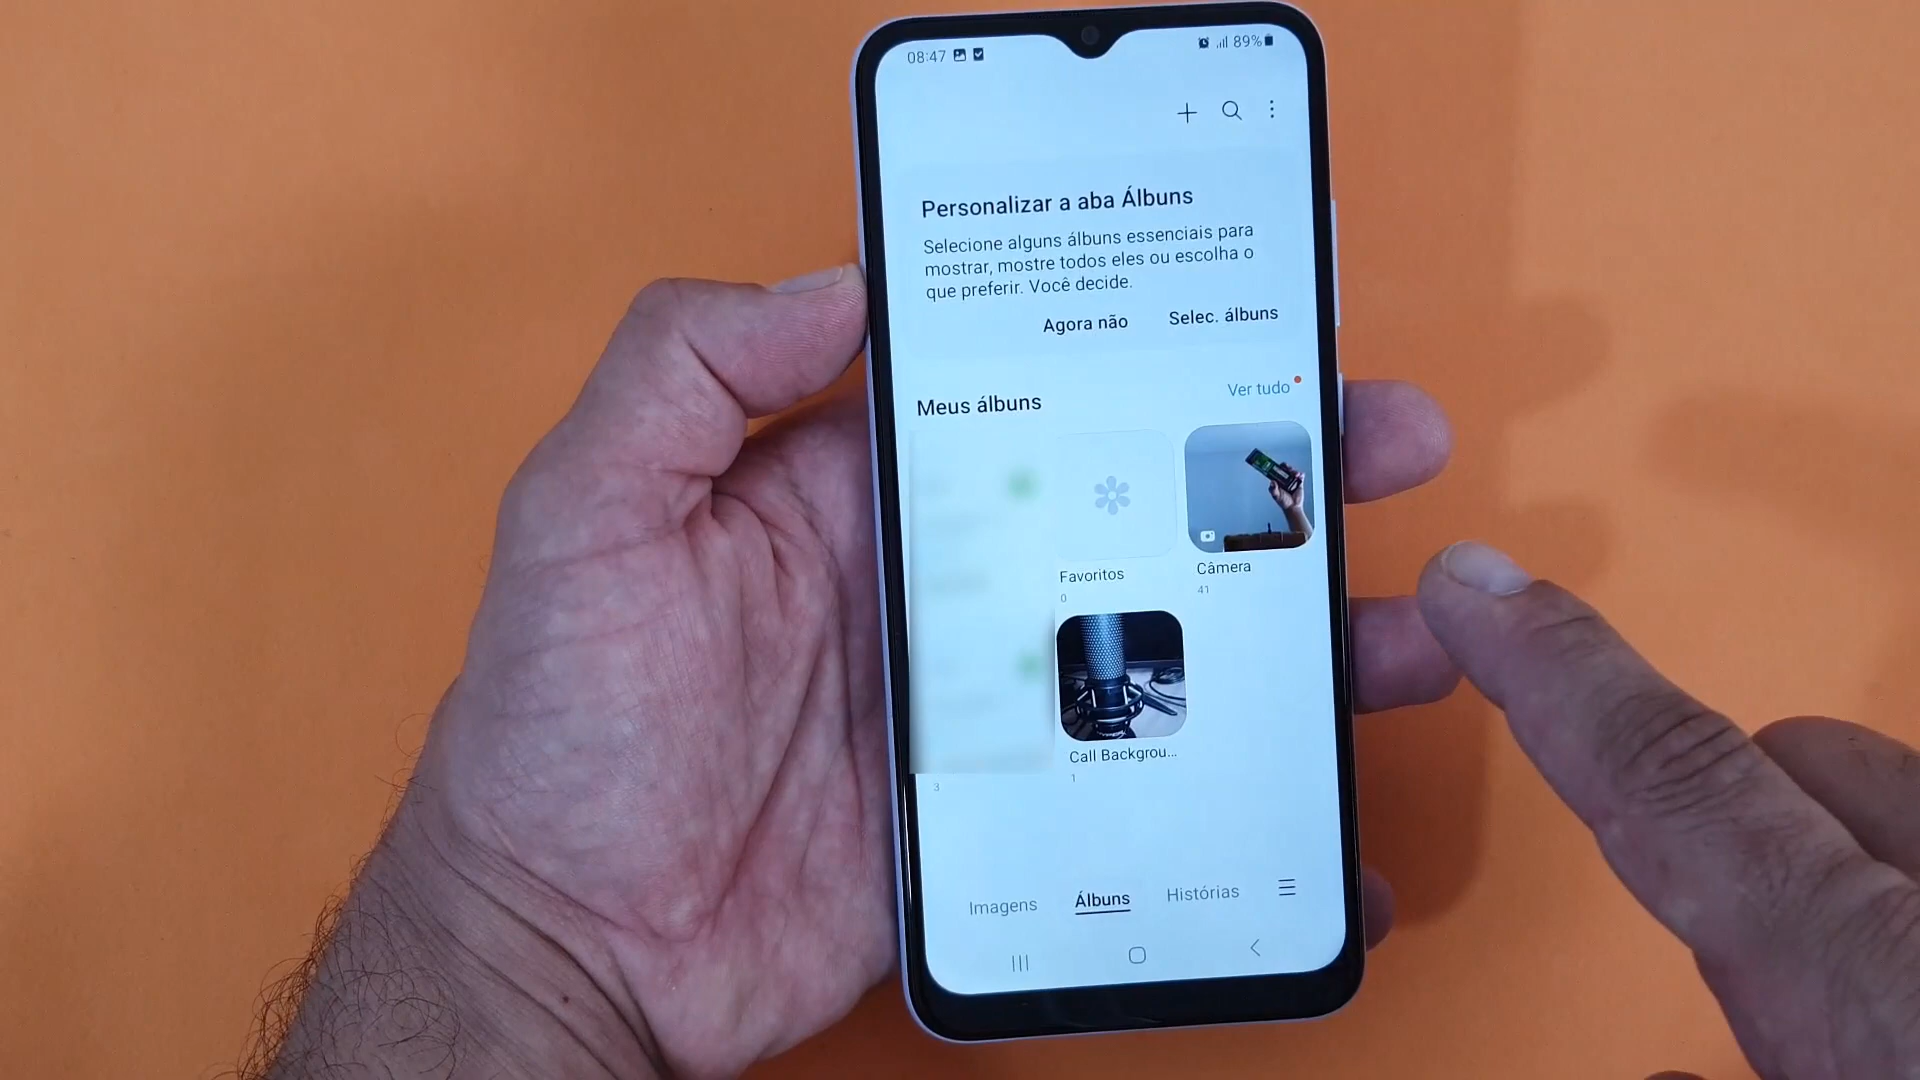 08:47
89%
Personalizar a aba Álbuns
Selecione alguns álbuns essenciais para
mostrar, mostre todos eles ou escolha o
que preferir. Você decide.
Agora não
Selec. álbuns
Meus álbuns
Ver tudo
Favoritos
0
Câmera
41
Call Backgrou...
1
3
Imagens
Álbuns
Histórias